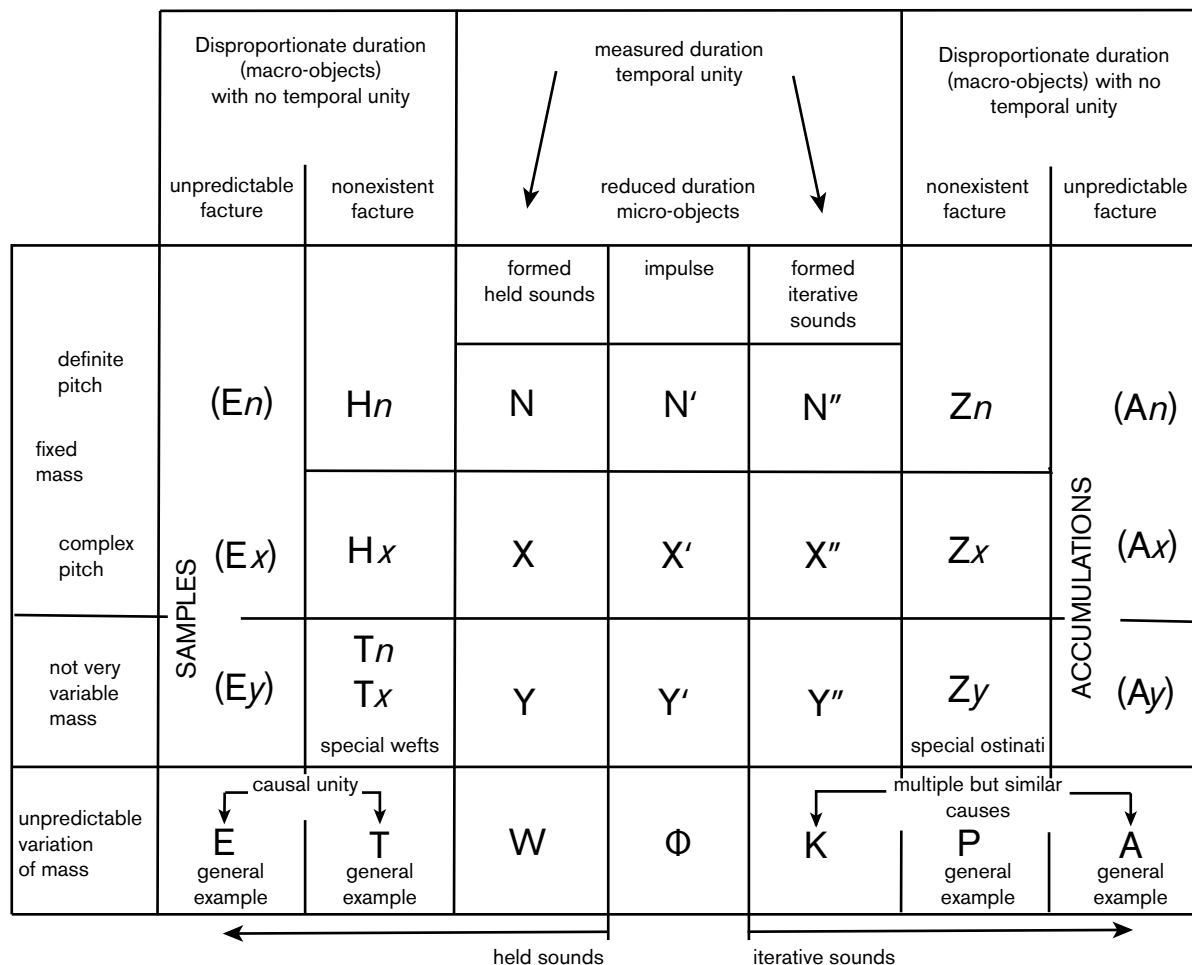 Disproportionate duration
(macro-objects)
with no temporal unity
measured duration
temporal unity
Disproportionate duration
(macro-objects) with no
temporal unity
unpredictable
facture
nonexistent
facture
reduced duration
micro-objects
nonexistent
facture
unpredictable
facture
formed
held sounds
impulse
formed
iterative
sounds
definite
pitch
fixed
mass
(En)
Hn
N
N‘
N″
Zn
(An)
complex
pitch
SAMPLES
(Ex)
Hx
X
X‘
X″
Zx
ACCUMULATIONS
(Ax)
not very
variable
mass
(Ey)
Tn
Tx
special wefts
Y
Y‘
Y″
Zy
special ostinati
(Ay)
unpredictable
variation
of mass
causal unity
E
general
example
T
general
example
W
Φ
multiple but similar
causes
K
P
general
example
A
general
example
held sounds
iterative sounds